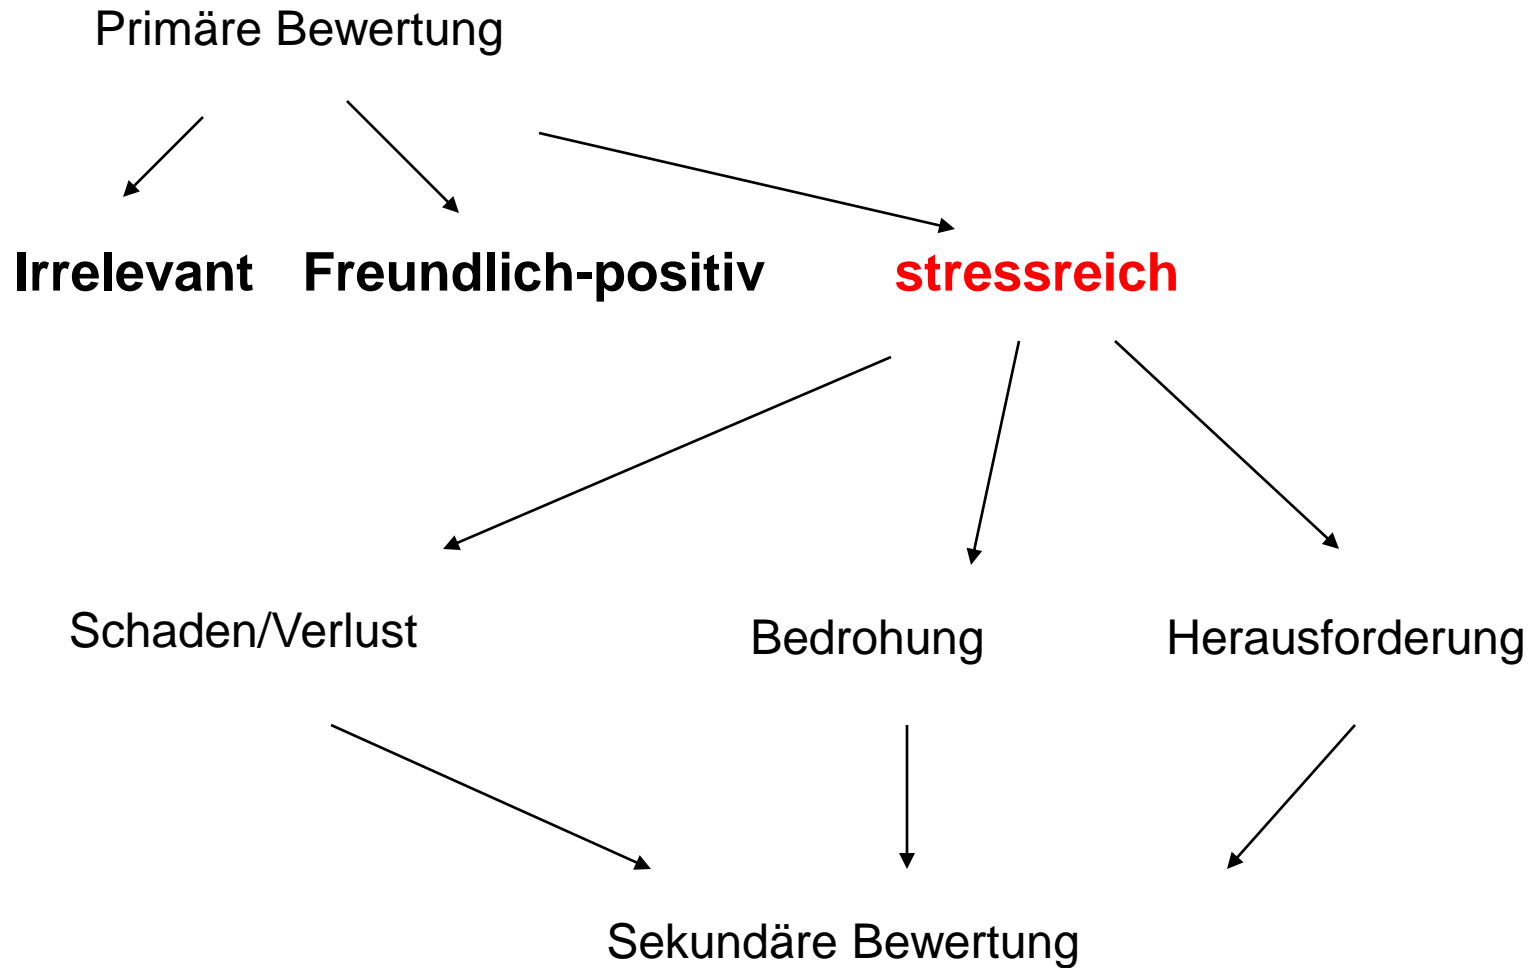 Primäre Bewertung
Irrelevant Freundlich-positiv stressreich
Schaden/Verlust Bedrohung Herausforderung
Sekundäre Bewertung